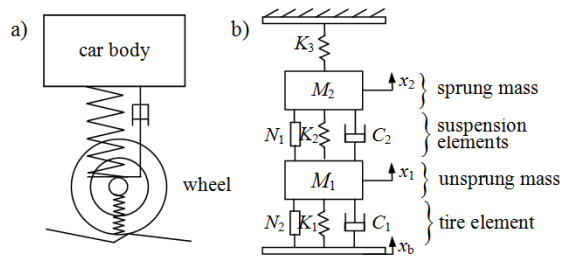 a)
car body
wheel
b)
K3
M2
x2
sprung mass
N1 K2 C2
suspension
elements
M1
x1
unsprung mass
N2 K1 C1
tire element
xb